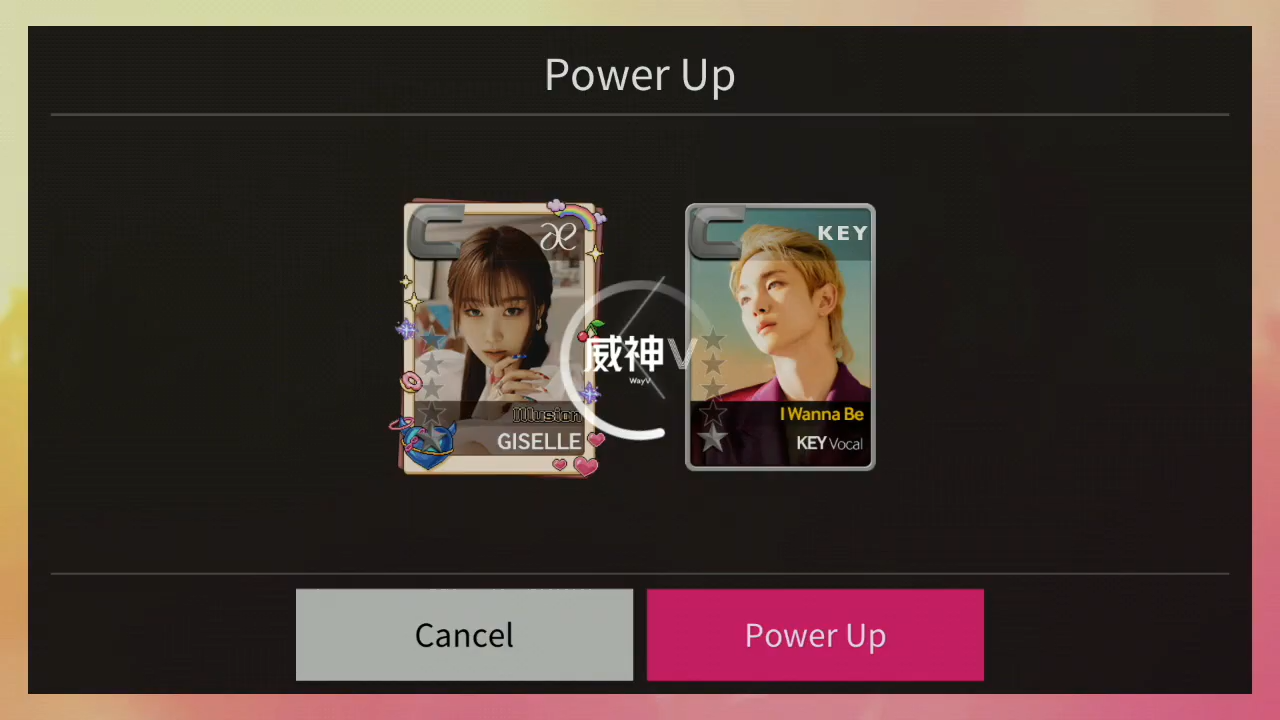 Power Up
C
æ
Illusion
GISELLE
威神V
WayV
C
KEY
I Wanna Be
KEY Vocal
Cancel
Power Up